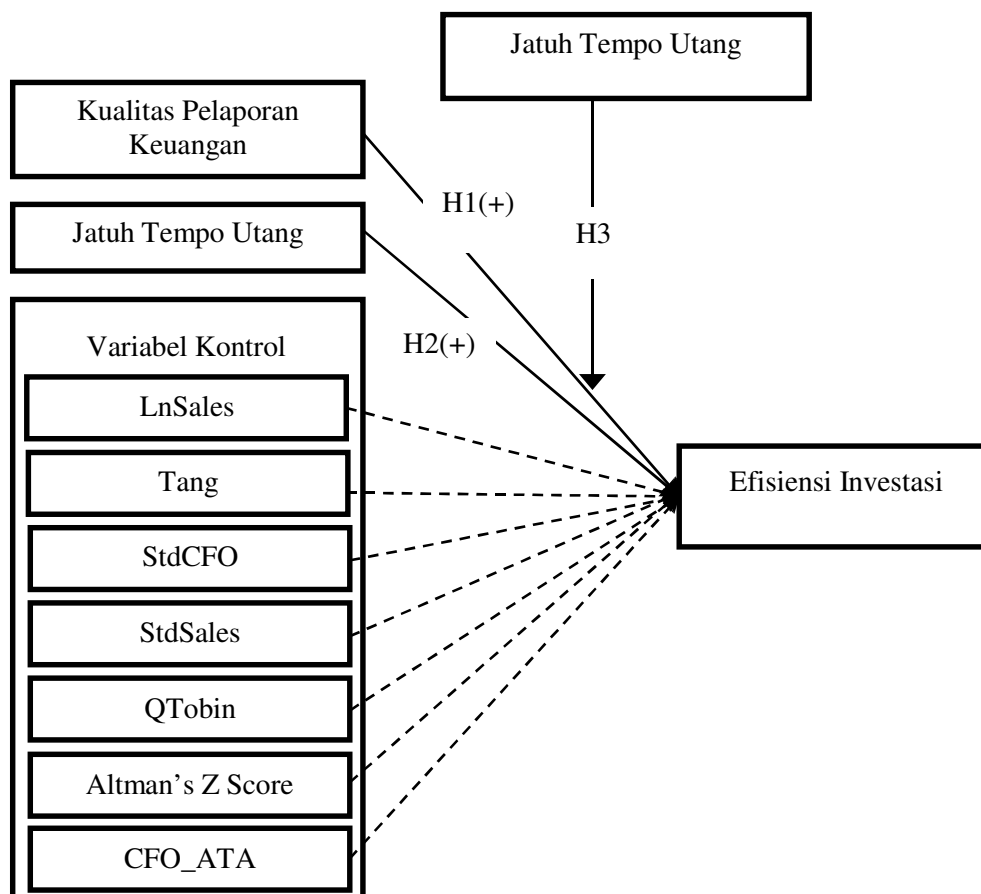 Jatuh Tempo Utang
Kualitas Pelaporan
Keuangan
H1(+)
Jatuh Tempo Utang
H3
H2(+)
Variabel Kontrol
LnSales
Tang
Efisiensi Investasi
StdCFO
StdSales
QTobin
Altman’s Z Score
CFO_ATA